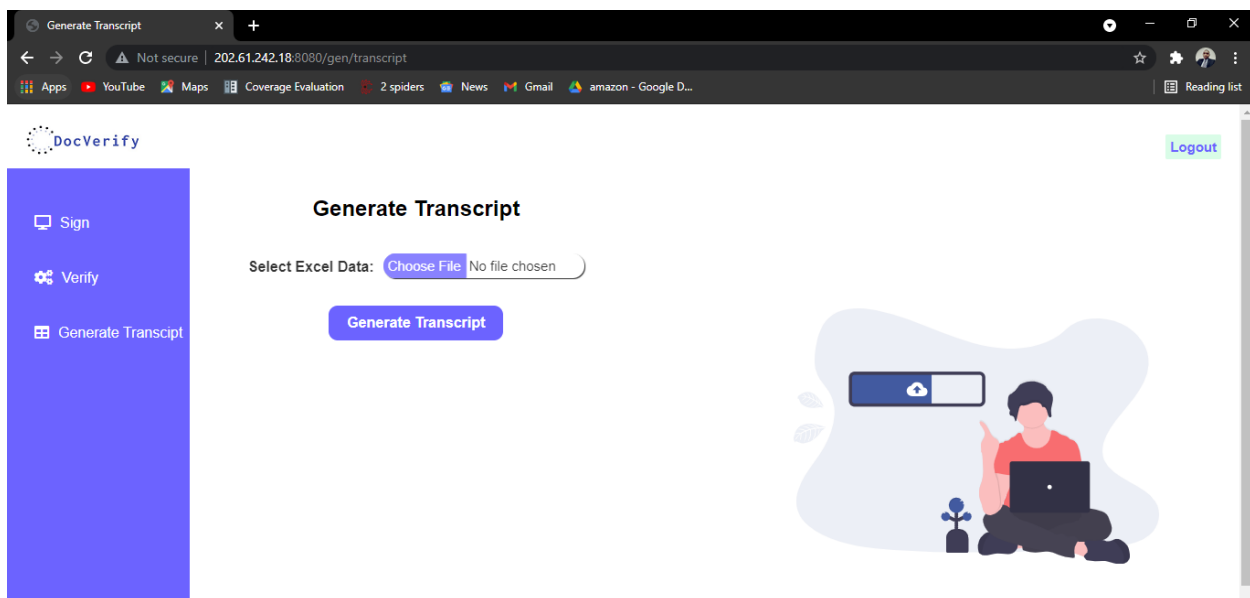 Generate Transcript
Not secure | 202.61.242.18:8080/gen/transcript
Apps YouTube Maps Coverage Evaluation 2 spiders News Gmail amazon - Google D... Reading list
DocVerify
Logout
Sign
Verify
Generate Transcipt
Generate Transcript
Select Excel Data: Choose File No file chosen
Generate Transcript